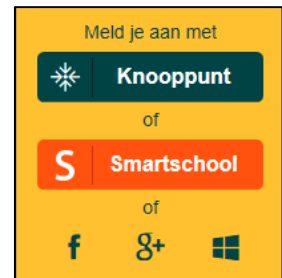 Meld je aan met
Knooppunt
of
S Smartschool
of
f g+